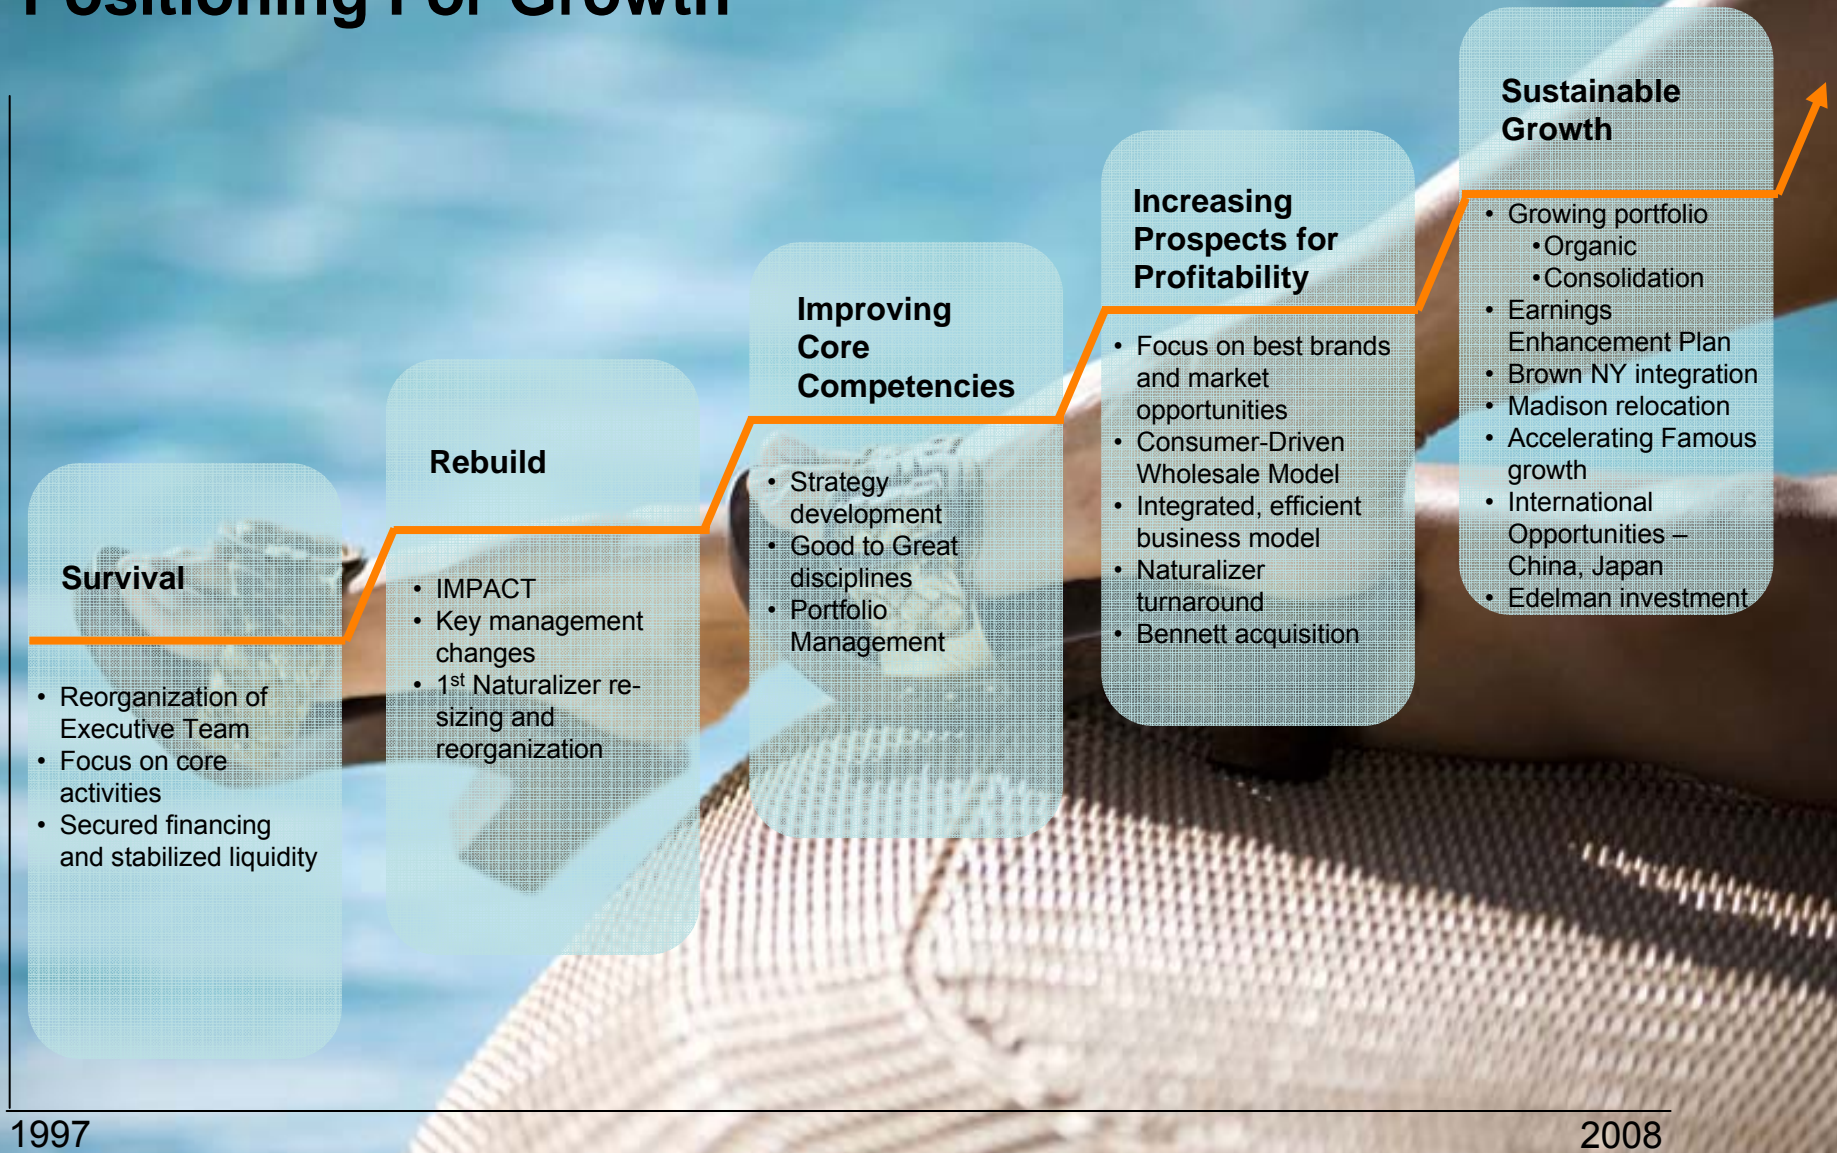 Positioning For Growth
Survival
• Reorganization of
Executive Team
• Focus on core
activities
• Secured financing
and stabilized liquidity
Rebuild
• IMPACT
• Key management
changes
• 1st Naturalizer re-
sizing and
reorganization
Improving
Core
Competencies
• Strategy
development
• Good to Great
disciplines
• Portfolio
Management
Increasing
Prospects for
Profitability
• Focus on best brands
and market
opportunities
• Consumer-Driven
Wholesale Model
• Integrated, efficient
business model
• Naturalizer
turnaround
• Bennett acquisition
Sustainable
Growth
• Growing portfolio
• Organic
• Consolidation
• Earnings
Enhancement Plan
• Brown NY integration
• Madison relocation
• Accelerating Famous
growth
• International
Opportunities –
China, Japan
• Edelman investment
1997
2008